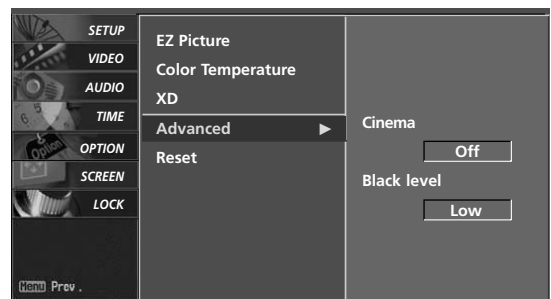 SETUP
VIDEO
AUDIO
TIME
OPTION
SCREEN
LOCK
Menu Prev .
EZ Picture
Color Temperature
XD
Advanced ▶
Reset
Cinema
Off
Black level
Low